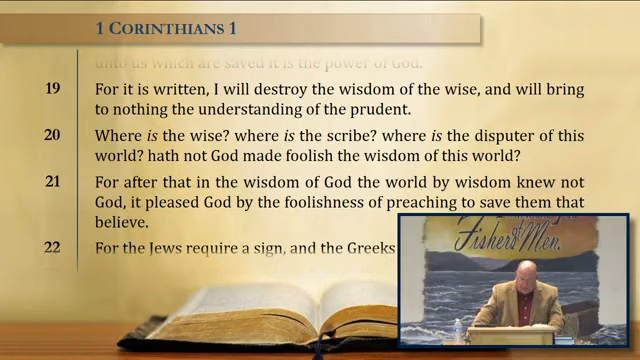 1 CORINTHIANS 1
unto us which are saved it is the power of God.
19 For it is written, I will destroy the wisdom of the wise, and will bring
to nothing the understanding of the prudent.
20 Where is the wise? where is the scribe? where is the disputer of this
world? hath not God made foolish the wisdom of this world?
21 For after that in the wisdom of God the world by wisdom knew not
God, it pleased God by the foolishness of preaching to save them that
believe.
22 For the Jews require a sign, and the Greeks
of
Fishers Men.